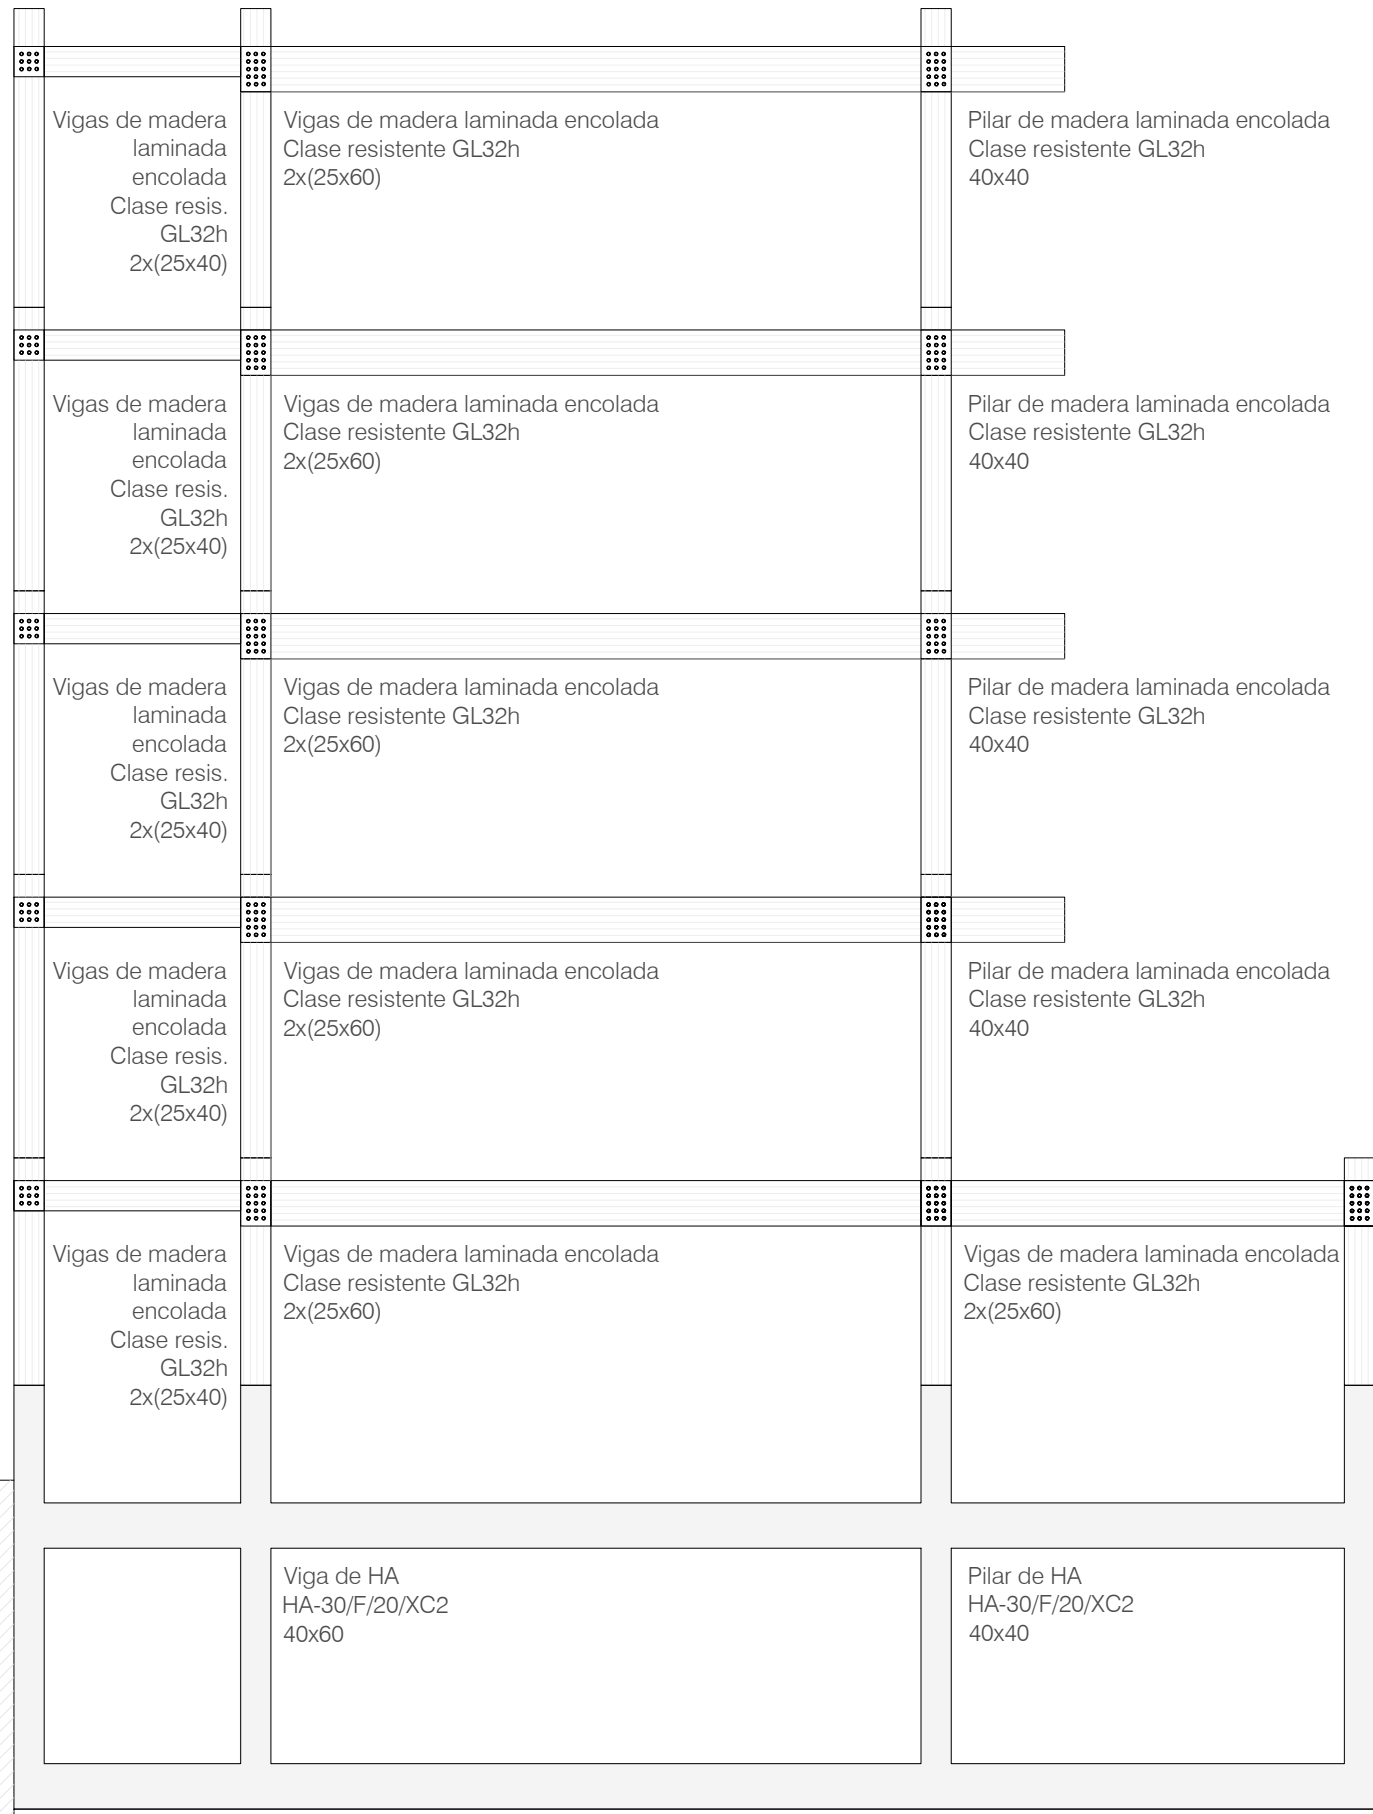 Vigas de madera
laminada
encolada
Clase resis.
GL32h
2x(25x40)
Vigas de madera laminada encolada
Clase resistente GL32h
2x(25x60)
Pilar de madera laminada encolada
Clase resistente GL32h
40x40
Vigas de madera
laminada
encolada
Clase resis.
GL32h
2x(25x40)
Vigas de madera laminada encolada
Clase resistente GL32h
2x(25x60)
Pilar de madera laminada encolada
Clase resistente GL32h
40x40
Vigas de madera
laminada
encolada
Clase resis.
GL32h
2x(25x40)
Vigas de madera laminada encolada
Clase resistente GL32h
2x(25x60)
Pilar de madera laminada encolada
Clase resistente GL32h
40x40
Vigas de madera
laminada
encolada
Clase resis.
GL32h
2x(25x40)
Vigas de madera laminada encolada
Clase resistente GL32h
2x(25x60)
Pilar de madera laminada encolada
Clase resistente GL32h
40x40
Vigas de madera
laminada
encolada
Clase resis.
GL32h
2x(25x40)
Vigas de madera laminada encolada
Clase resistente GL32h
2x(25x60)
Vigas de madera laminada encolada
Clase resistente GL32h
2x(25x60)
Viga de HA
HA-30/F/20/XC2
40x60
Pilar de HA
HA-30/F/20/XC2
40x40